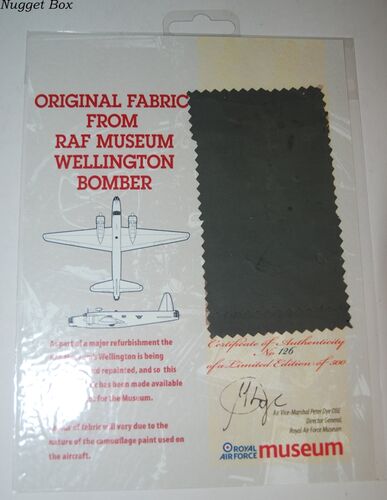 Nugget Box
ORIGINAL FABRIC
FROM
RAF MUSEUM
WELLINGTON
BOMBER
As part of a major refurbishment the
Museum's Wellington is being
and repainted, and so this
has been made available
for the Museum.
of fabric will vary due to the
nature of the camouflage paint used on
the aircraft.
Certificate of Authenticity
No 126
of a Limited Edition of 500
Air Vice-Marshal Peter Dye OBE
Director General,
Royal Air Force Museum
ROYAL
AIR FORCE museum